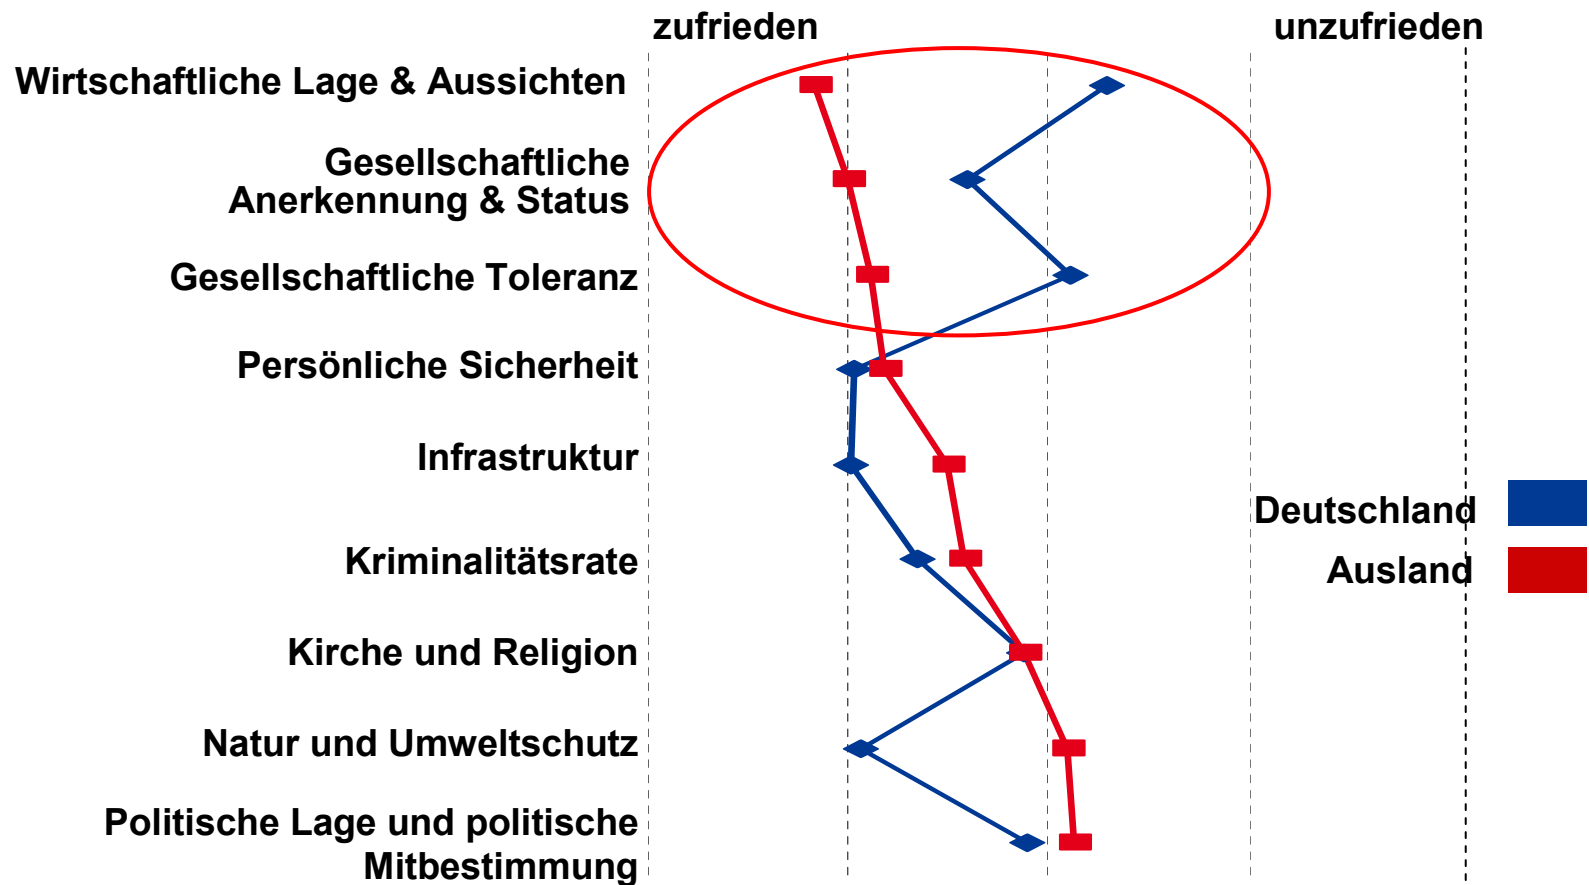 zufrieden
unzufrieden
Wirtschaftliche Lage & Aussichten
Gesellschaftliche
Anerkennung & Status
Gesellschaftliche Toleranz
Persönliche Sicherheit
Infrastruktur
Kriminalitätsrate
Kirche und Religion
Natur und Umweltschutz
Politische Lage und politische
Mitbestimmung
Deutschland
Ausland